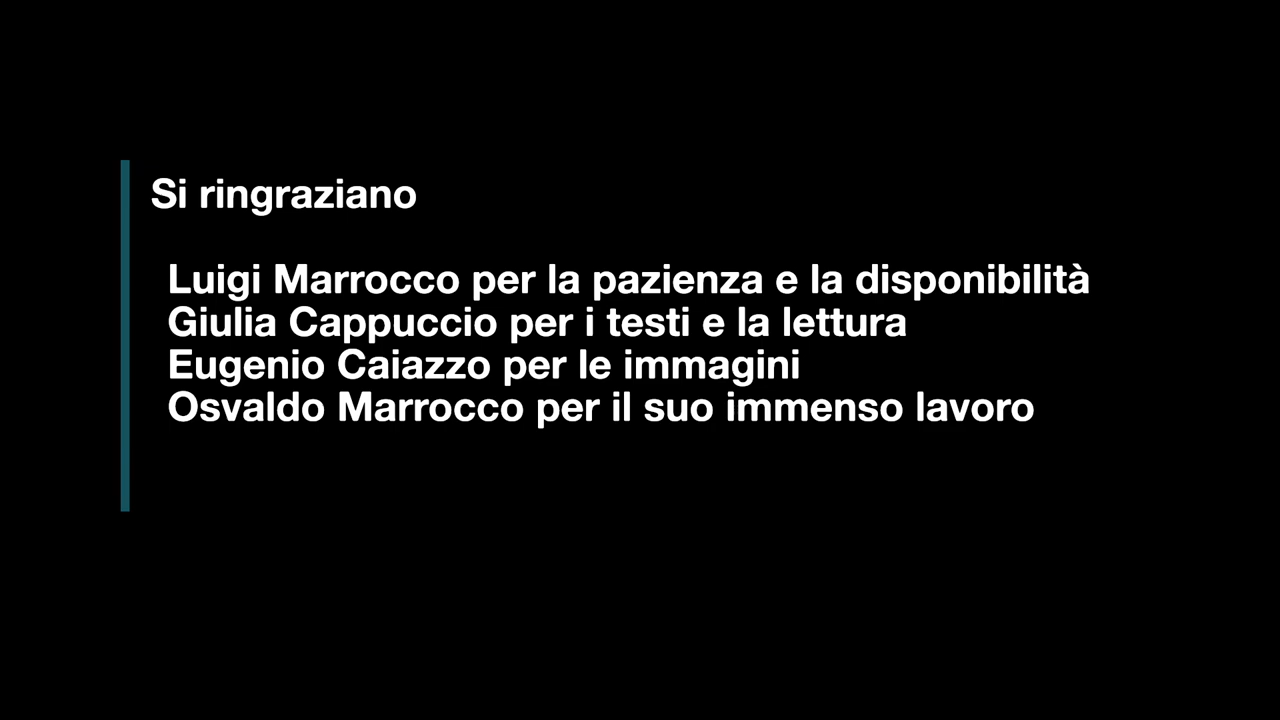 Si ringraziano
Luigi Marrocco per la pazienza e la disponibilità
Giulia Cappuccio per i testi e la lettura
Eugenio Caiazzo per le immagini
Osvaldo Marrocco per il suo immenso lavoro